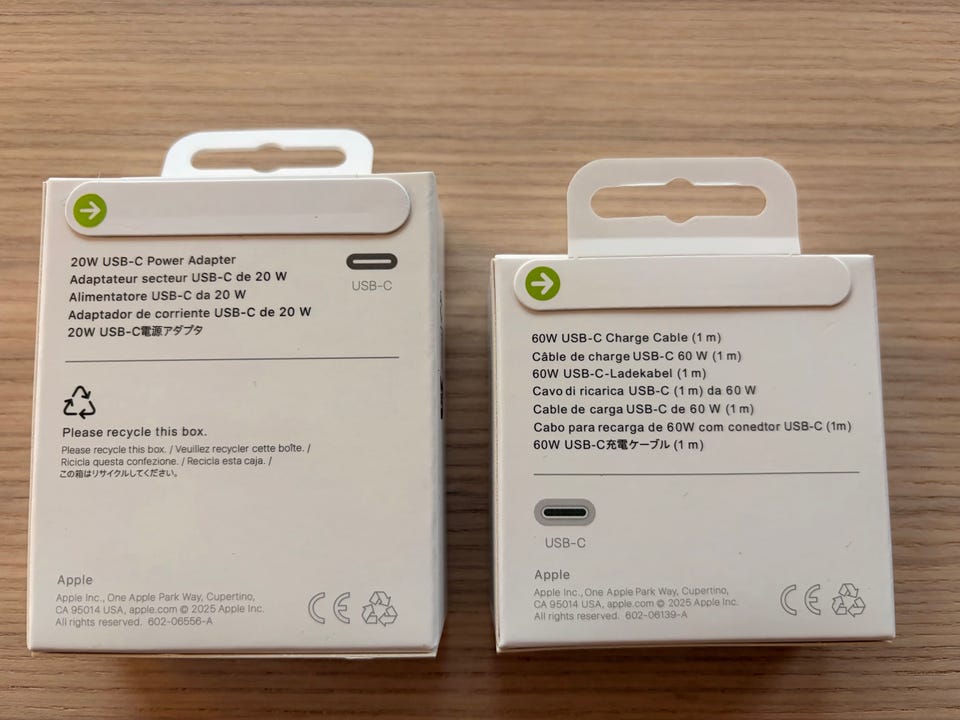 20W USB-C Power Adapter
Adaptateur secteur USB-C de 20 W
Alimentatore USB-C da 20 W
Adaptador de corriente USB-C de 20 W
20W USB-C電源アダプタ
USB-C
Please recycle this box.
Please recycle this box. / Veuillez recycler cette boîte. /
Ricicla questa confezione. / Recicla esta caja. /
この箱はリサイクルしてください。
Apple
Apple Inc., One Apple Park Way, Cupertino,
CA 95014 USA, apple.com © 2025 Apple Inc.
All rights reserved. 602-06556-A
CE
60W USB-C Charge Cable (1 m)
Câble de charge USB-C 60 W (1 m)
60W USB-C-Ladekabel (1 m)
Cavo di ricarica USB-C (1 m) da 60 W
Cable de carga USB-C de 60 W (1 m)
Cabo para recarga de 60W com conedtor USB-C (1m)
60W USB-C充電ケーブル (1 m)
USB-C
Apple
Apple Inc., One Apple Park Way, Cupertino,
CA 95014 USA, apple.com © 2025 Apple Inc.
All rights reserved. 602-06139-A
CE